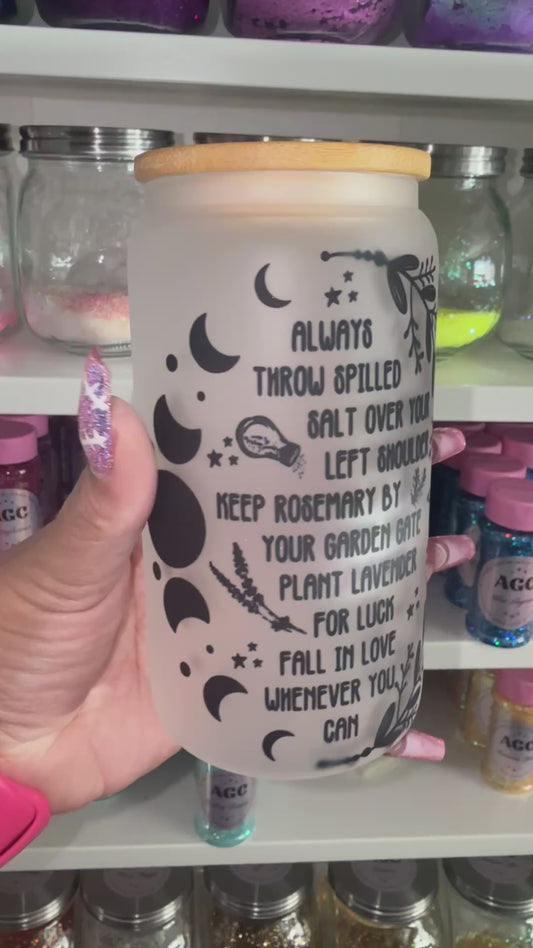 ALWAYS
THROW SPILLED
SALT OVER YOUR
LEFT SHOULDER
KEEP ROSEMARY BY
YOUR GARDEN GATE
PLANT LAVENDER
FOR LUCK
FALL IN LOVE
WHENEVER YOU
CAN
AGC
AGC
AGC
AGC